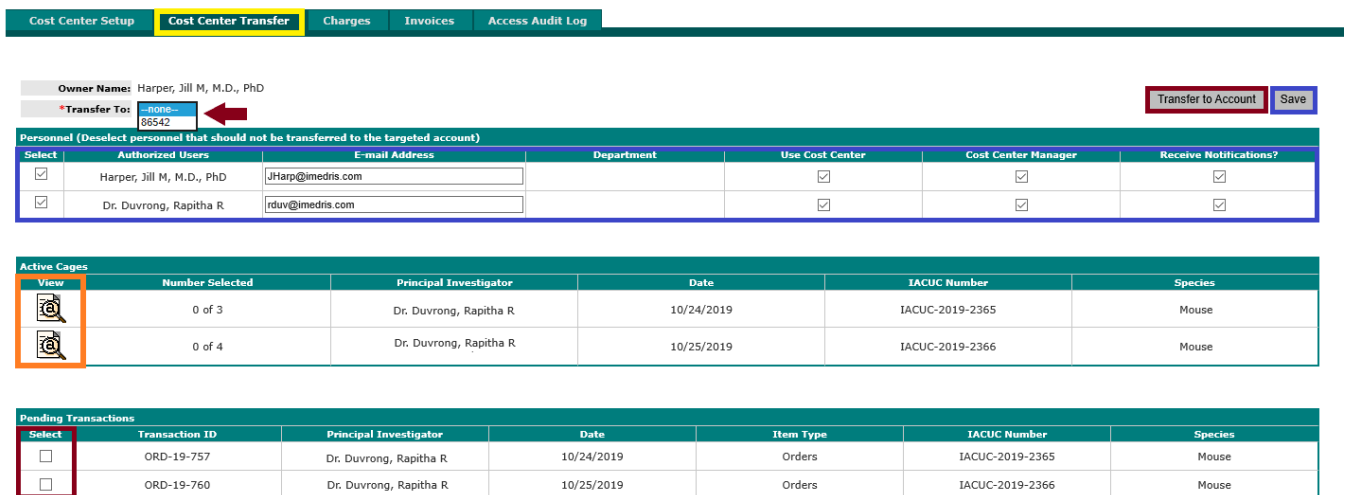 Cost Center Setup Cost Center Transfer Charges Invoices Access Audit Log
Owner Name: Harper, Jill M, M.D., PhD
*Transfer To: --none--
86542
Transfer to Account Save
Personnel (Deselect personnel that should not be transferred to the targeted account)
Select Authorized Users E-mail Address Department Use Cost Center Cost Center Manager Receive Notifications?
Harper, Jill M, M.D., PhD JHarp@imedris.com
Dr. Duvrong, Rapitha R rduv@imedris.com
Active Cages
View Number Selected Principal Investigator Date IACUC Number Species
0 of 3 Dr. Duvrong, Rapitha R 10/24/2019 IACUC-2019-2365 Mouse
0 of 4 Dr. Duvrong, Rapitha R 10/25/2019 IACUC-2019-2366 Mouse
Pending Transactions
Select Transaction ID Principal Investigator Date Item Type IACUC Number Species
ORD-19-757 Dr. Duvrong, Rapitha R 10/24/2019 Orders IACUC-2019-2365 Mouse
ORD-19-760 Dr. Duvrong, Rapitha R 10/25/2019 Orders IACUC-2019-2366 Mouse